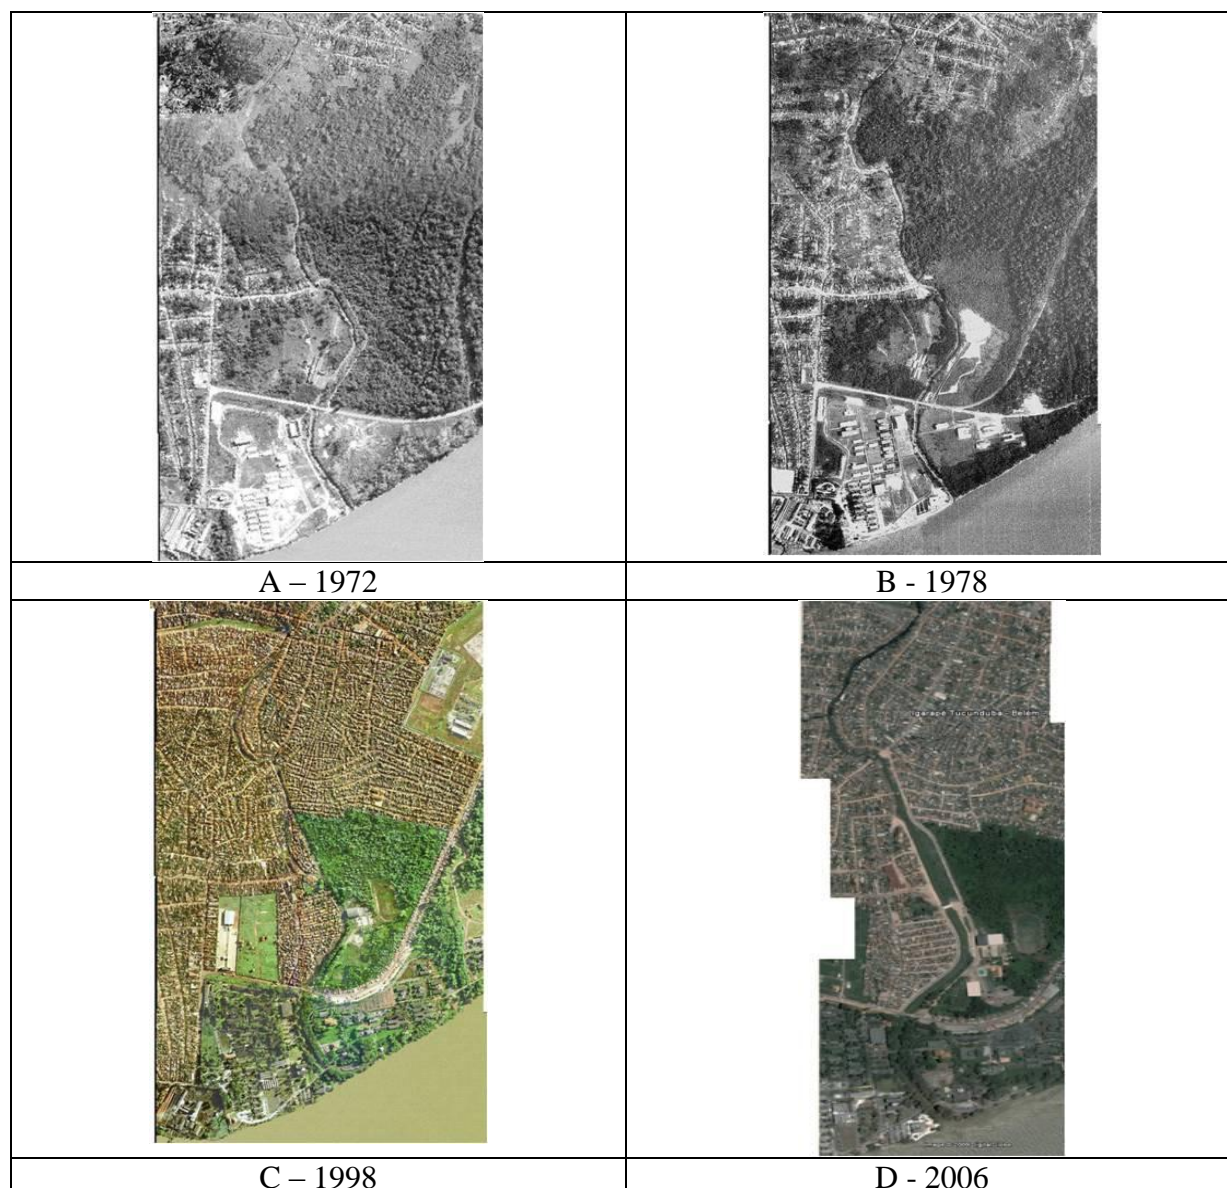 A – 1972
B - 1978
Igarapé Tucunduba - Belém
C – 1998
D - 2006